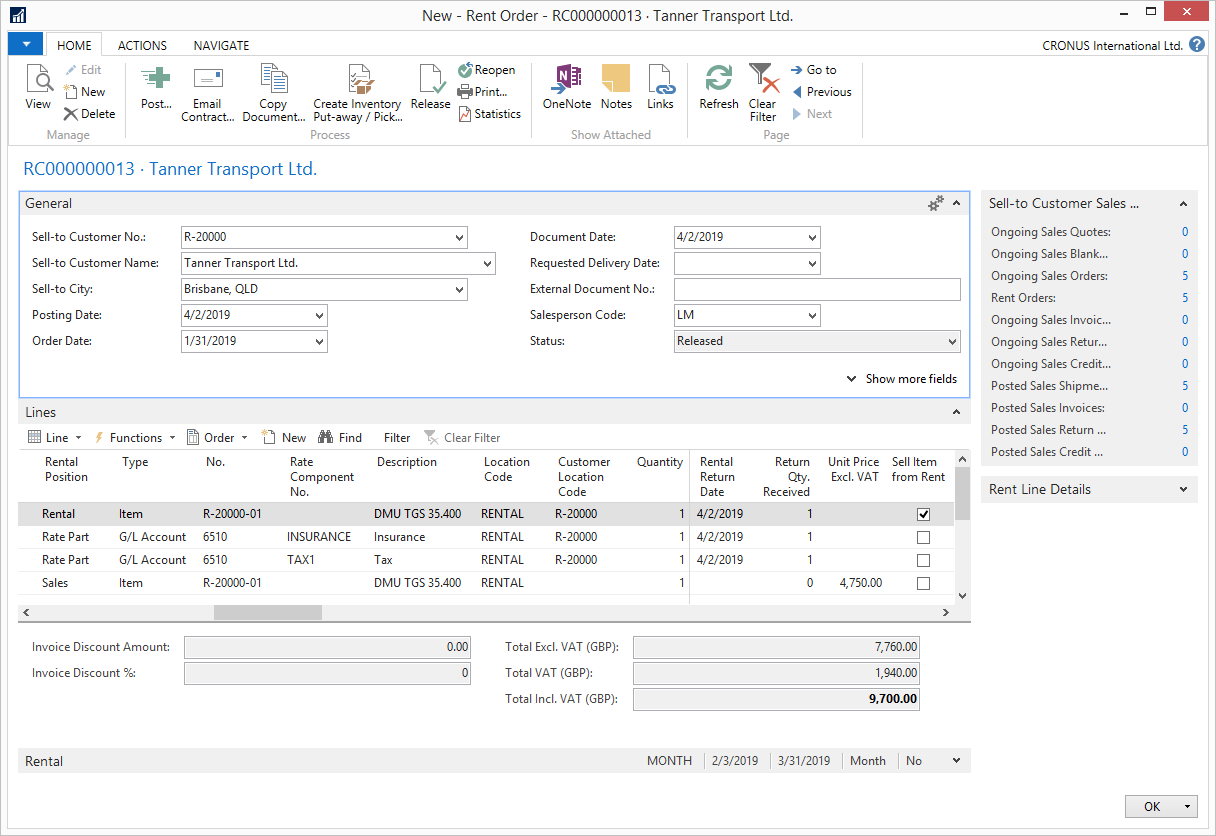 New - Rent Order - RC000000013 · Tanner Transport Ltd.
HOME ACTIONS NAVIGATE CRONUS International Ltd.
View
Edit
New
Delete
Manage
Post...
Email Contract...
Copy Document...
Create Inventory Put-away / Pick...
Release
Reopen
Print...
Statistics
Process
OneNote
Notes
Links
Show Attached
Refresh
Clear Filter
Go to
Previous
Next
Page
RC000000013 · Tanner Transport Ltd.
General
Sell-to Customer No.: R-20000
Sell-to Customer Name: Tanner Transport Ltd.
Sell-to City: Brisbane, QLD
Posting Date: 4/2/2019
Order Date: 1/31/2019
Document Date: 4/2/2019
Requested Delivery Date:
External Document No.:
Salesperson Code: LM
Status: Released
Show more fields
Lines
Line Functions Order New Find Filter Clear Filter
Rental Position Type No. Rate Component No. Description Location Code Customer Location Code Quantity Rental Return Date Return Qty. Received Unit Price Excl. VAT Sell Item from Rent
Rental Item R-20000-01 DMU TGS 35.400 RENTAL R-20000 1 4/2/2019 1
Rate Part G/L Account 6510 INSURANCE Insurance RENTAL R-20000 1 4/2/2019 1
Rate Part G/L Account 6510 TAX1 Tax RENTAL R-20000 1 4/2/2019 1
Sales Item R-20000-01 DMU TGS 35.400 RENTAL 1 0 4,750.00
Invoice Discount Amount: 0.00
Invoice Discount %: 0
Total Excl. VAT (GBP): 7,760.00
Total VAT (GBP): 1,940.00
Total Incl. VAT (GBP): 9,700.00
Rental MONTH 2/3/2019 3/31/2019 Month No
Sell-to Customer Sales ...
Ongoing Sales Quotes: 0
Ongoing Sales Blank... 0
Ongoing Sales Orders: 5
Rent Orders: 5
Ongoing Sales Invoic... 0
Ongoing Sales Retur... 0
Ongoing Sales Credit... 0
Posted Sales Shipme... 5
Posted Sales Invoices: 0
Posted Sales Return ... 5
Posted Sales Credit ... 0
Rent Line Details
OK